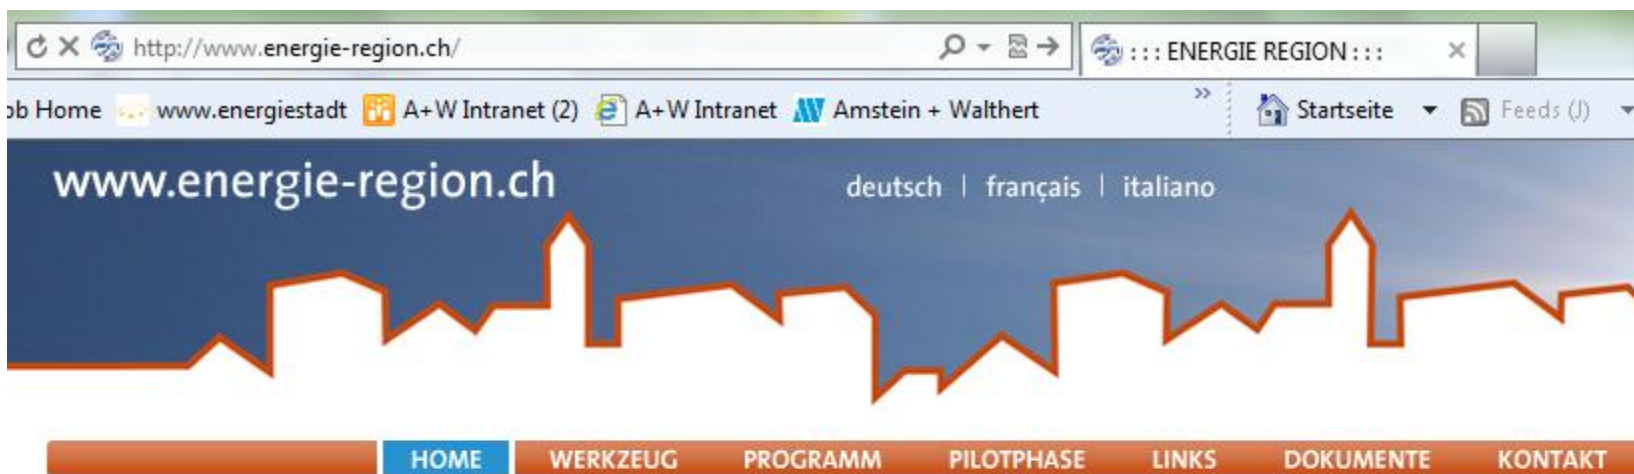 http://www.energie-region.ch/ ::: ENERGIE REGION :::
ob Home www.energiestadt A+W Intranet (2) A+W Intranet Amstein + Walthert » Startseite Feeds (J)
www.energie-region.ch deutsch | français | italiano
HOME WERKZEUG PROGRAMM PILOTPHASE LINKS DOKUMENTE KONTAKT